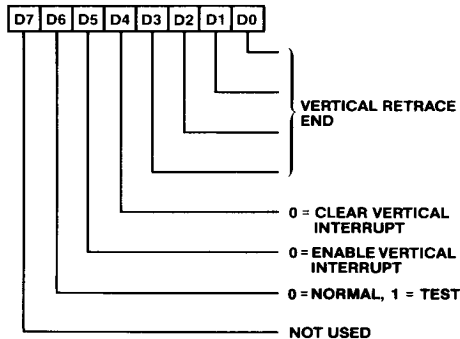 D7 D6 D5 D4 D3 D2 D1 D0
VERTICAL RETRACE
END
0 = CLEAR VERTICAL
INTERRUPT
0 = ENABLE VERTICAL
INTERRUPT
0 = NORMAL, 1 = TEST
NOT USED